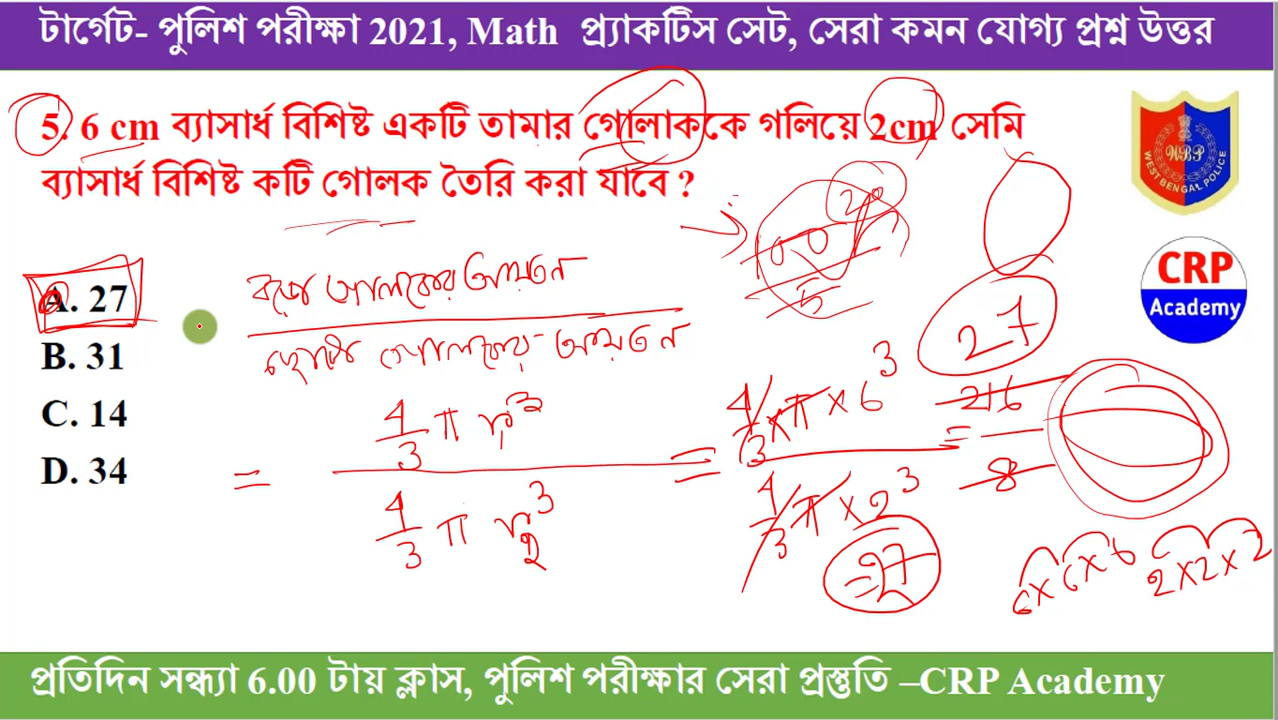 টার্গেট- পুলিশ পরীক্ষা 2021, Math প্র্যাকটিস সেট, সেরা কমন যোগ্য প্রশ্ন উত্তর
5. 6 cm ব্যাসার্ধ বিশিষ্ট একটি তামার গোলাককে গলিয়ে 2cm সেমি
ব্যাসার্ধ বিশিষ্ট কটি গোলক তৈরি করা যাবে ?
WBP
WEST BENGAL POLICE
CRP
Academy
A. 27
B. 31
C. 14
D. 34
বড়ো গোলকের আয়তন
ছোটো গোলকের আয়তন
= 4/3 π r³ / 4/3 π r₂³
= 4/3 × π × 6³ / 4/3 π × 2³
= 216 / 8
27
=27
6×6×6 2×2×2
প্রতিদিন সন্ধ্যা 6.00 টায় ক্লাস, পুলিশ পরীক্ষার সেরা প্রস্তুতি –CRP Academy